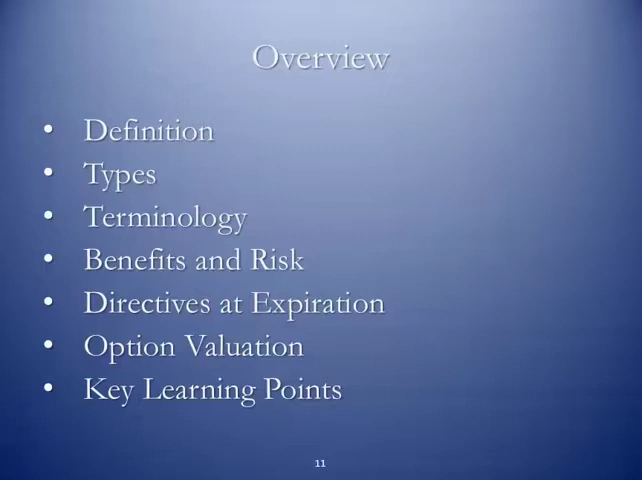 Overview
• Definition
• Types
• Terminology
• Benefits and Risk
• Directives at Expiration
• Option Valuation
• Key Learning Points
11